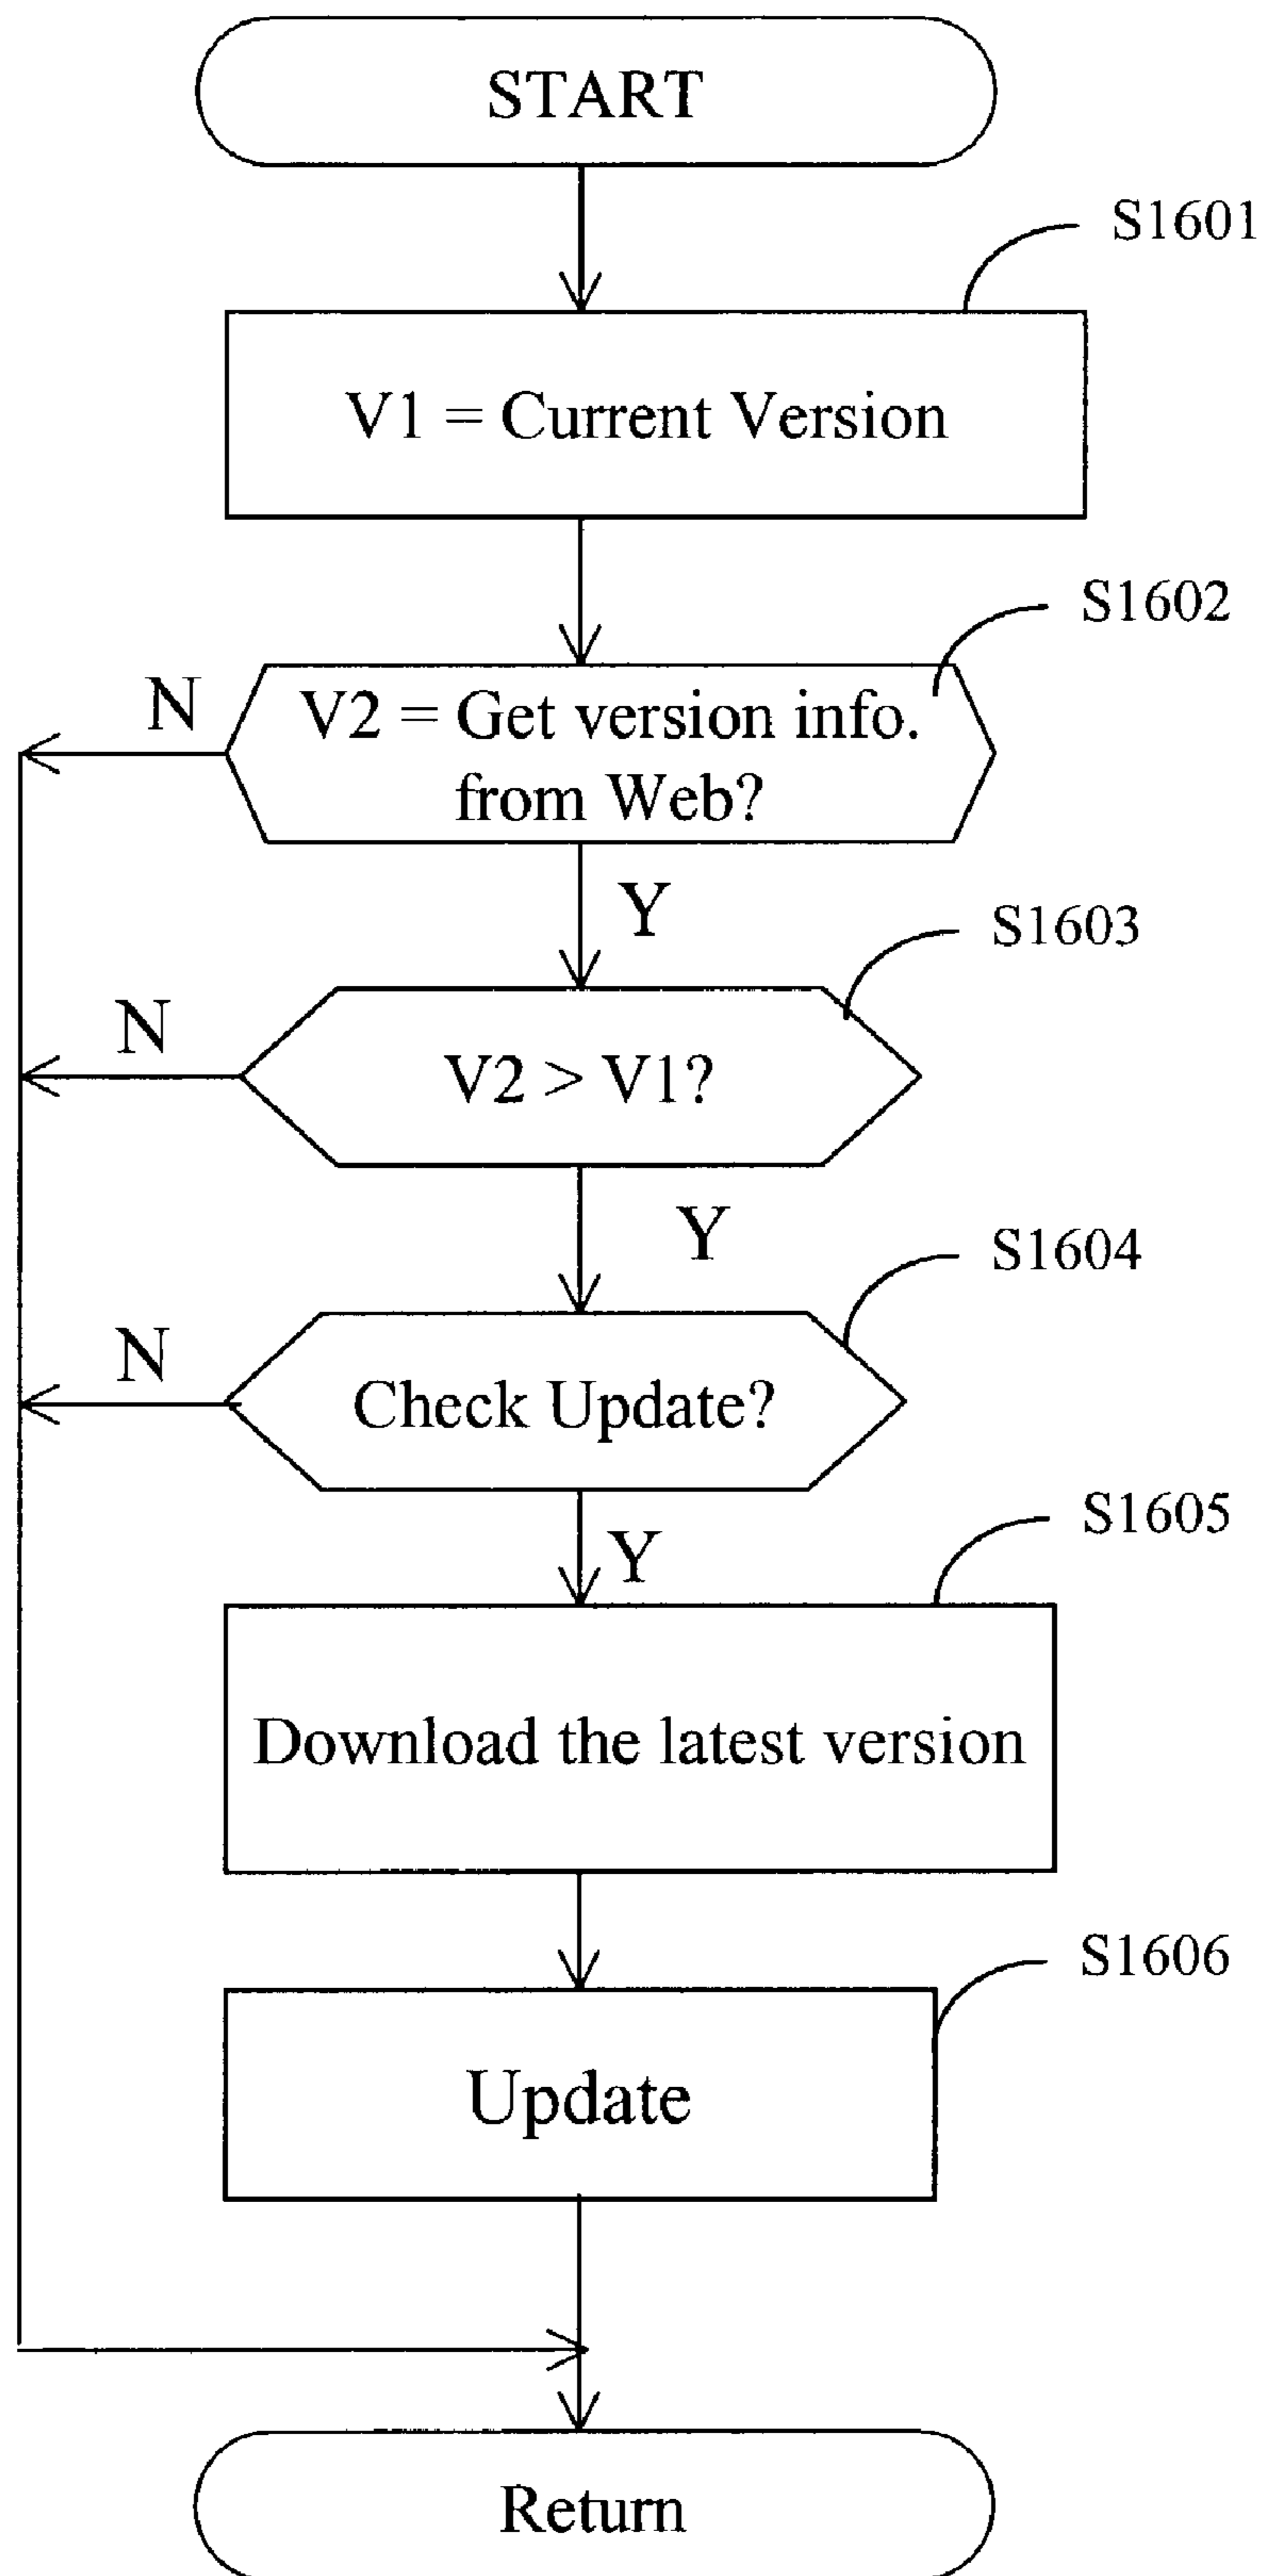 START
S1601
V1 = Current Version
S1602
N
V2 = Get version info.
from Web?
Y
S1603
N
V2 > V1?
Y
S1604
N
Check Update?
Y
S1605
Download the latest version
S1606
Update
Return